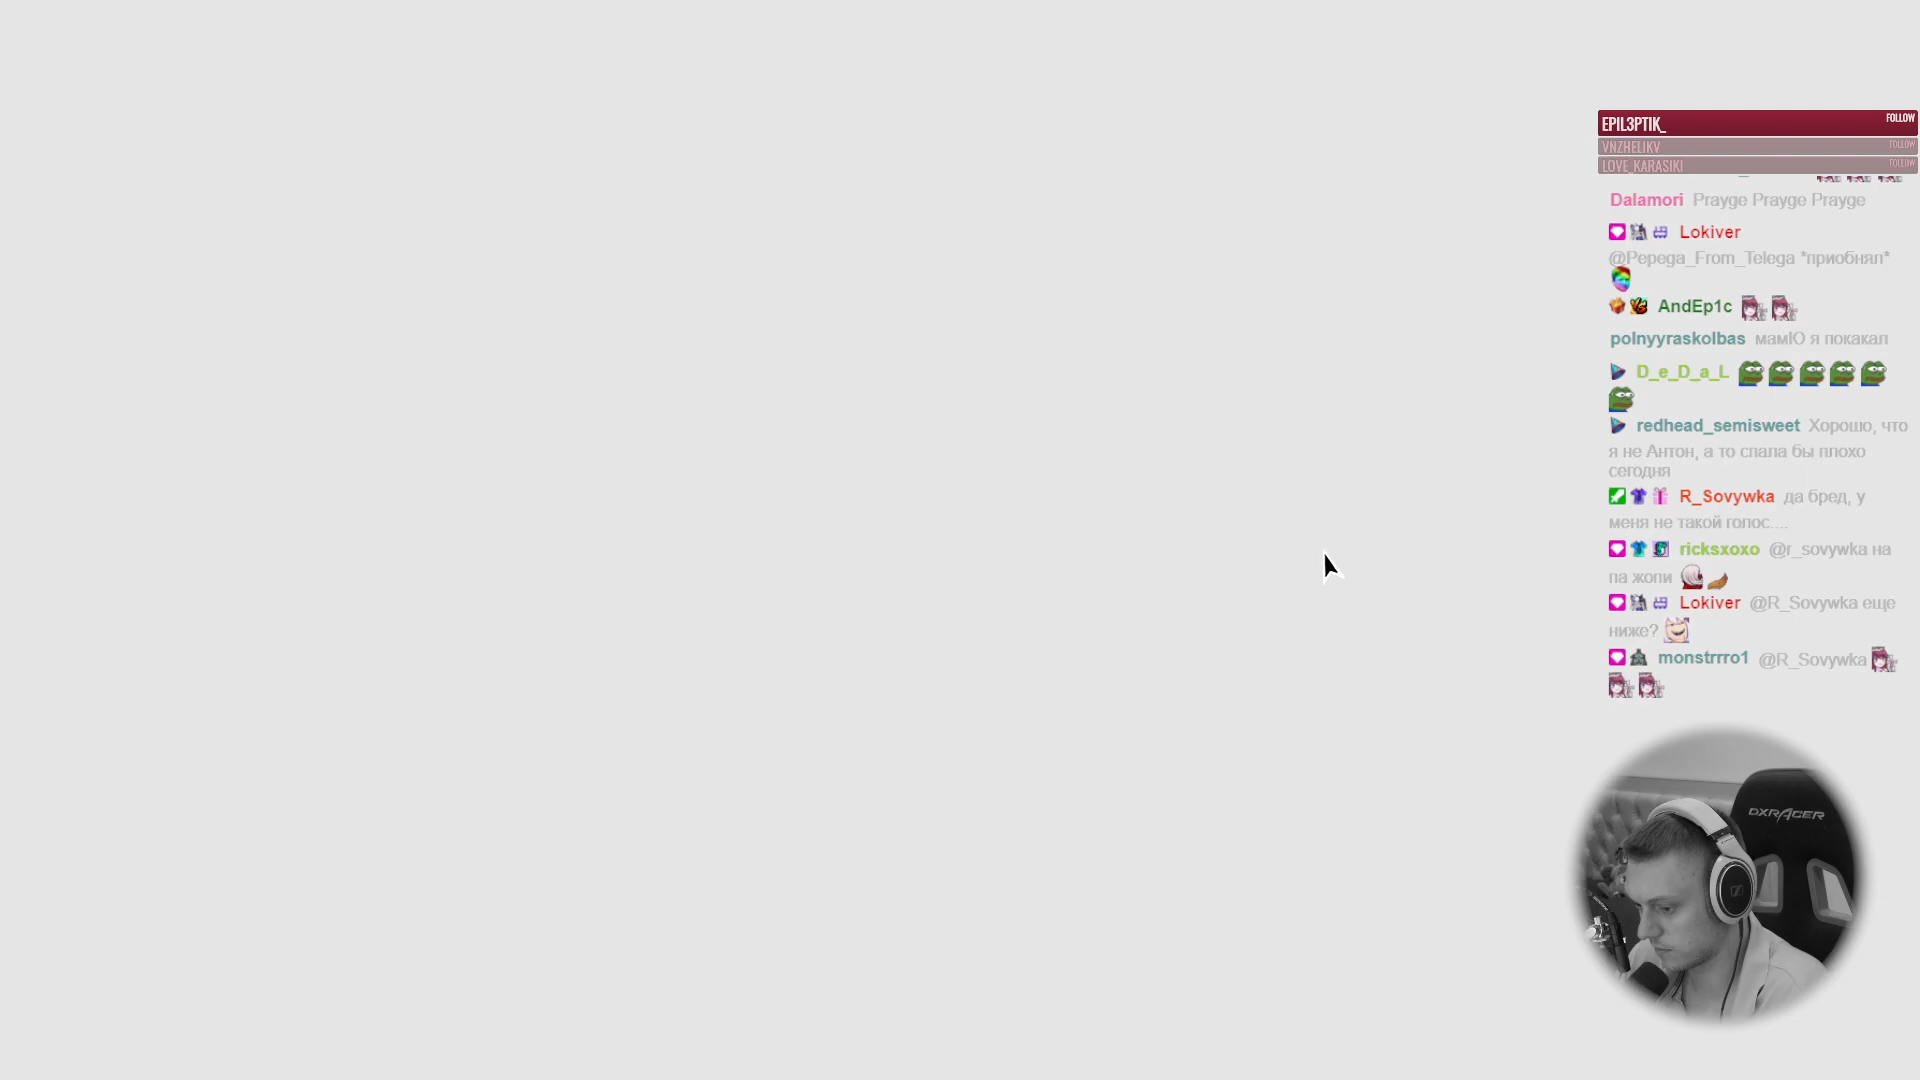 EPIL3PTIK_ FOLLOW
VNZHELIKV FOLLOW
LOVE_KARASIKI FOLLOW
Dalamori Prayge Prayge Prayge
Lokiver
@Pepega_From_Telega *приобнял*
AndEp1c
polnyyraskolbas мамЮ я покакал
D_e_D_a_L
redhead_semisweet Хорошо, что
я не Антон, а то спала бы плохо
сегодня
R_Sovywka да бред, у
меня не такой голос....
ricksxoxo @r_sovywka на
па жопи
Lokiver @R_Sovywka еще
ниже?
monstrrro1 @R_Sovywka
DXRACER